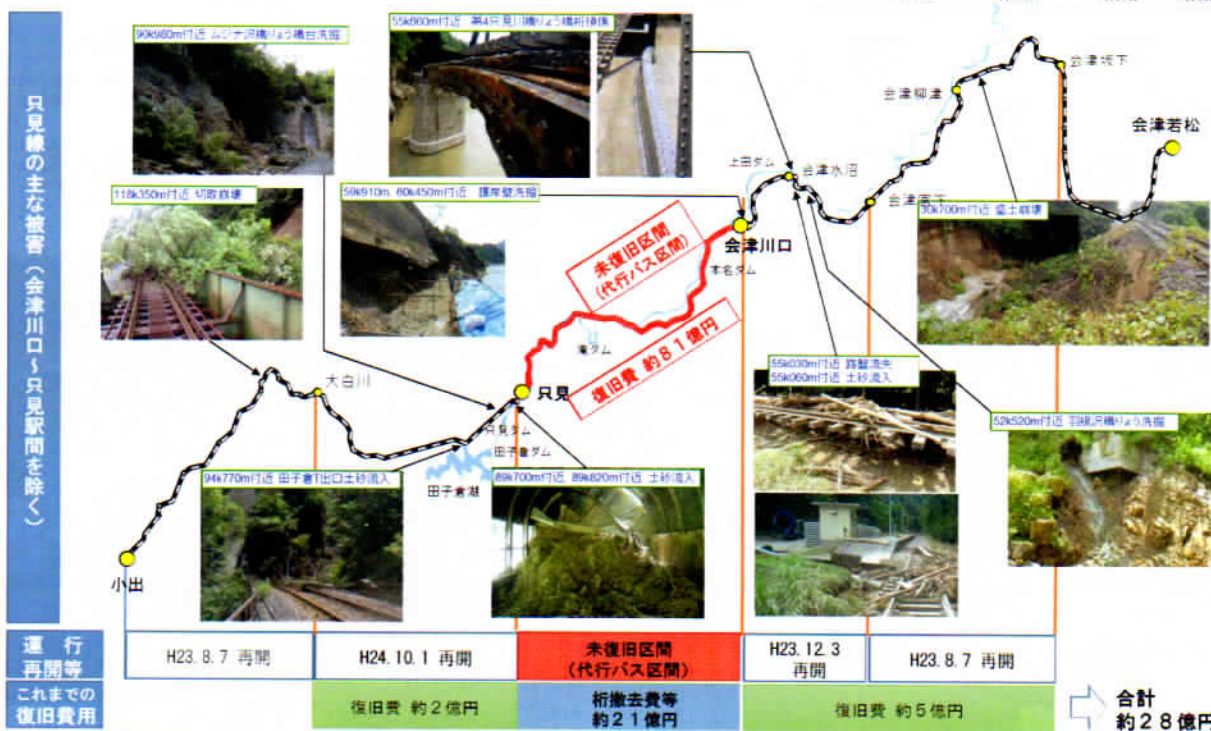 只見線の主な被害（会津川口～只見駅間を除く）
90k980m付近 ムジナ沢橋りょう橋台洗掘
55k660m付近 第4只見川橋りょう橋桁損傷
118k350m付近 切取崩壊
59k910m、60k450m付近 護岸壁洗掘
30k700m付近 盛土崩壊
55k030m付近 路盤流失
55k060m付近 土砂流入
52k520m付近 羽根沢橋りょう洗掘
94k770m付近 田子倉T出口土砂流入
89k700m付近 89k820m付近 土砂流入
会津坂下
会津柳津
会津若松
上田ダム
会津水沼
会津宮下
会津川口
本名ダム
未復旧区間
(代行バス区間)
復旧費 約81億円
滝ダム
只見
大白川
只見ダム
田子倉ダム
田子倉湖
小出
運行
再開等
H23.8.7 再開
H24.10.1 再開
未復旧区間
(代行バス区間)
H23.12.3
再開
H23.8.7 再開
これまでの
復旧費用
復旧費 約2億円
桁撤去費等
約21億円
復旧費 約5億円
合計
約28億円